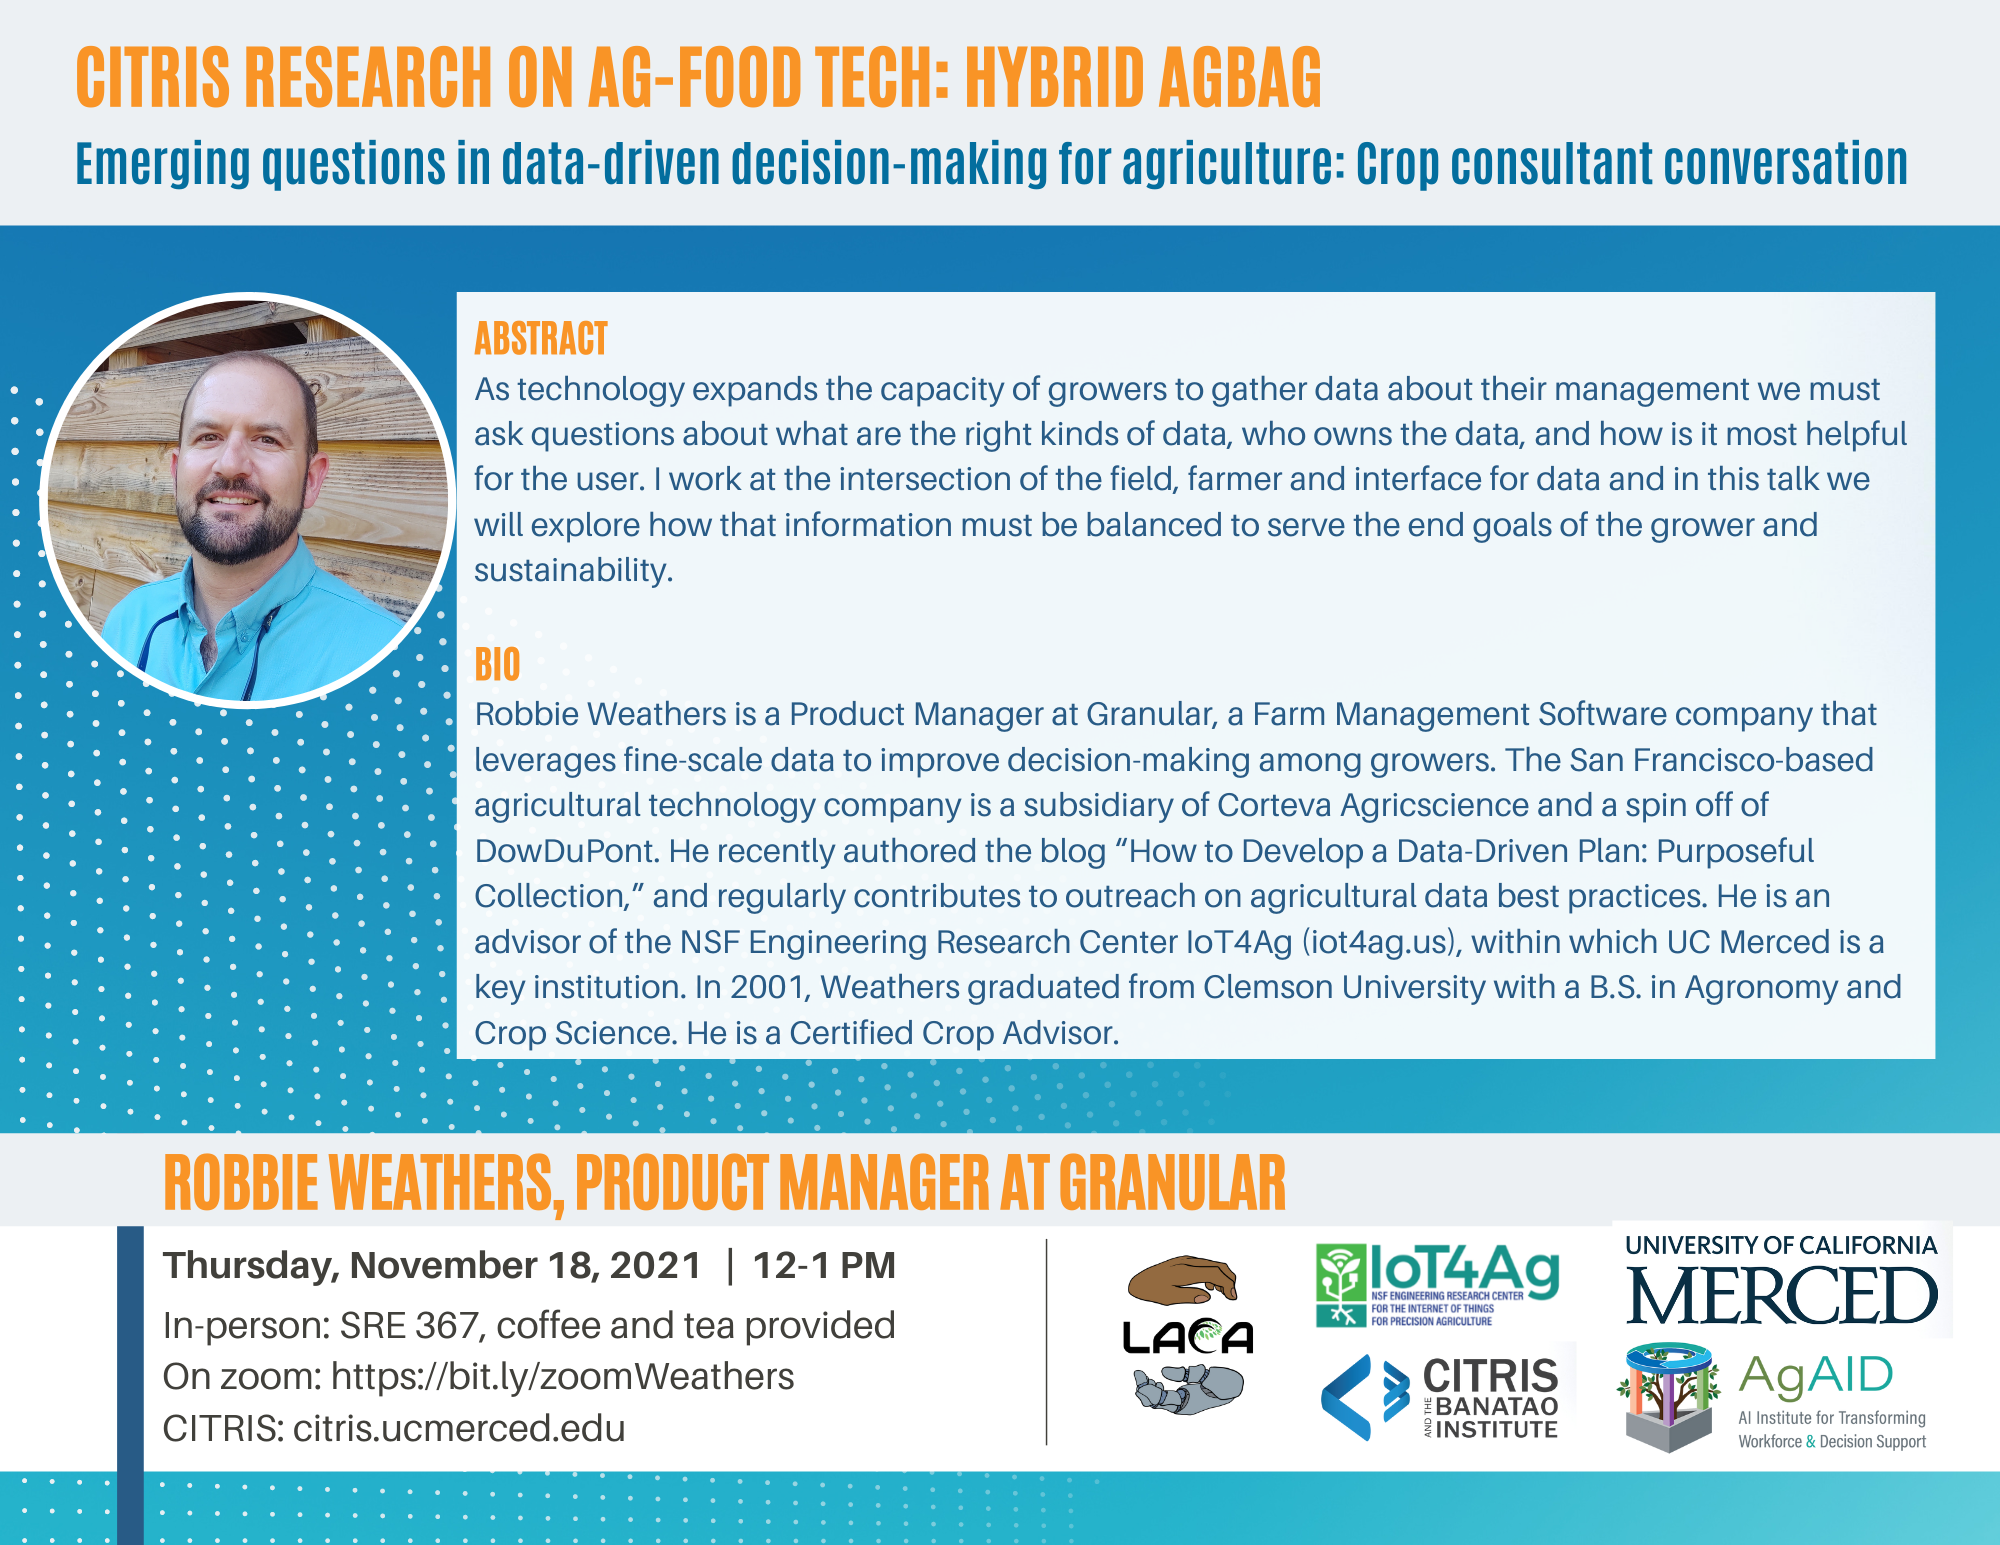 CITRIS RESEARCH ON AG-FOOD TECH: HYBRID AGBAG
Emerging questions in data-driven decision-making for agriculture: Crop consultant conversation
ABSTRACT
As technology expands the capacity of growers to gather data about their management we must
ask questions about what are the right kinds of data, who owns the data, and how is it most helpful
for the user. I work at the intersection of the field, farmer and interface for data and in this talk we
will explore how that information must be balanced to serve the end goals of the grower and
sustainability.
BIO
Robbie Weathers is a Product Manager at Granular, a Farm Management Software company that
leverages fine-scale data to improve decision-making among growers. The San Francisco-based
agricultural technology company is a subsidiary of Corteva Agricscience and a spin off of
DowDuPont. He recently authored the blog “How to Develop a Data-Driven Plan: Purposeful
Collection,” and regularly contributes to outreach on agricultural data best practices. He is an
advisor of the NSF Engineering Research Center IoT4Ag (iot4ag.us), within which UC Merced is a
key institution. In 2001, Weathers graduated from Clemson University with a B.S. in Agronomy and
Crop Science. He is a Certified Crop Advisor.
ROBBIE WEATHERS, PRODUCT MANAGER AT GRANULAR
Thursday, November 18, 2021 | 12-1 PM
In-person: SRE 367, coffee and tea provided
On zoom: https://bit.ly/zoomWeathers
CITRIS: citris.ucmerced.edu
LACA
IoT4Ag
NSF ENGINEERING RESEARCH CENTER
FOR THE INTERNET OF THINGS
FOR PRECISION AGRICULTURE
UNIVERSITY OF CALIFORNIA
MERCED
CITRIS
AND THE
BANATAO
INSTITUTE
AgAID
AI Institute for Transforming
Workforce & Decision Support